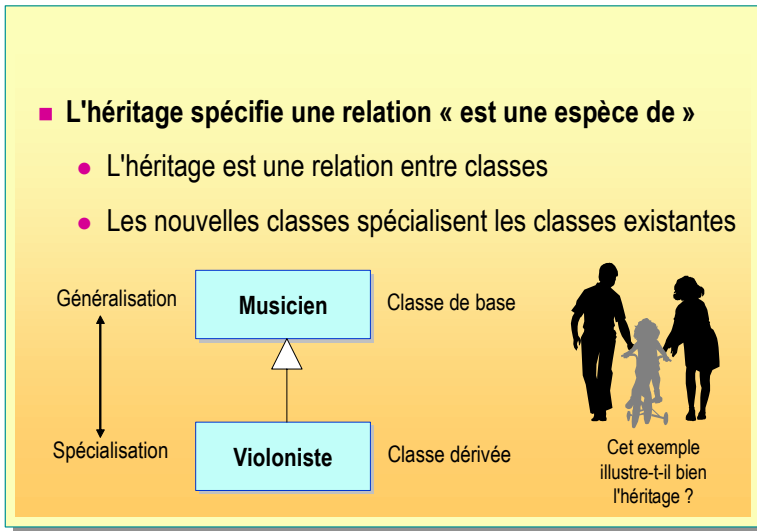 L'héritage spécifie une relation « est une espèce de »
L'héritage est une relation entre classes
Les nouvelles classes spécialisent les classes existantes
Généralisation
Musicien
Classe de base
Spécialisation
Violoniste
Classe dérivée
Cet exemple
illustre-t-il bien
l'héritage ?